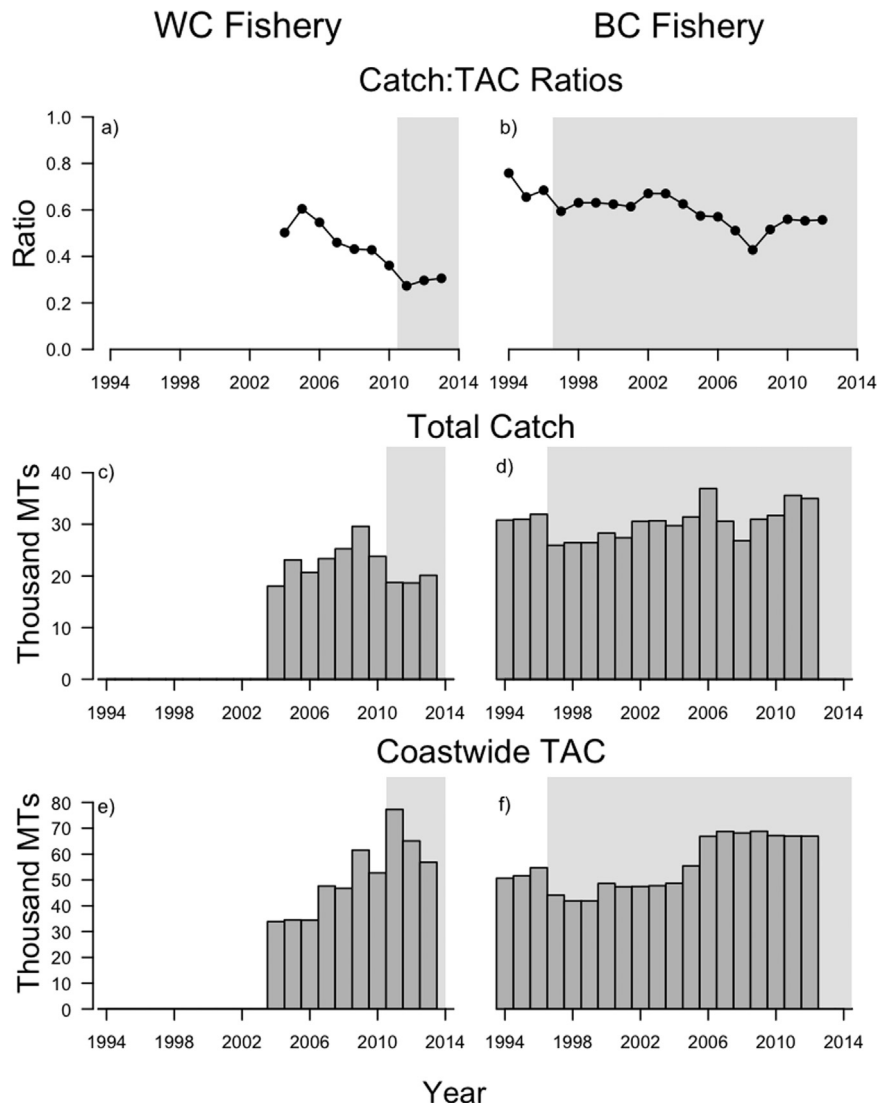 WC Fishery BC Fishery
Catch:TAC Ratios
a) b)
Ratio
1.0
0.8
0.6
0.4
0.2
0.0
1994 1998 2002 2006 2010 2014 1994 1998 2002 2006 2010 2014
Total Catch
c) d)
Thousand MTs
40
30
20
10
0
1994 1998 2002 2006 2010 2014 1994 1998 2002 2006 2010 2014
Coastwide TAC
e) f)
Thousand MTs
80
70
60
50
40
30
20
10
0
1994 1998 2002 2006 2010 2014 1994 1998 2002 2006 2010 2014
Year